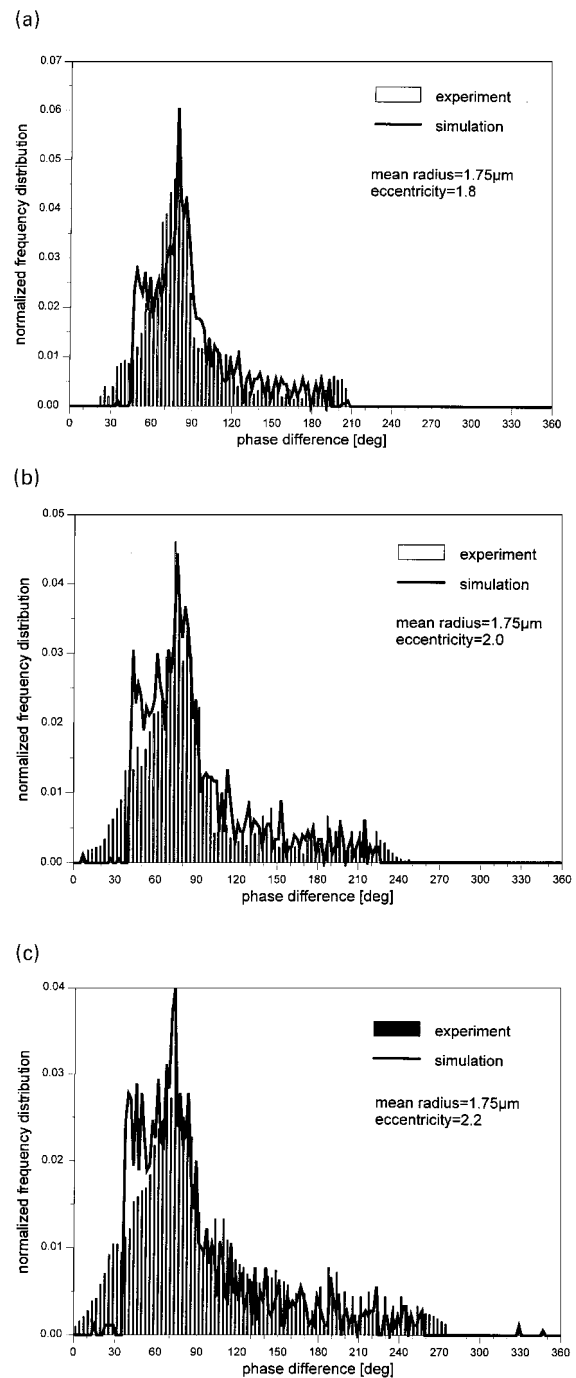 (a)
0.07
0.06
0.05
0.04
0.03
0.02
0.01
0.00
normalized frequency distribution
experiment
simulation
mean radius=1.75µm
eccentricity=1.8
0 30 60 90 120 150 180 210 240 270 300 330 360
phase difference [deg]
(b)
0.05
0.04
0.03
0.02
0.01
0.00
normalized frequency distribution
experiment
simulation
mean radius=1.75µm
eccentricity=2.0
0 30 60 90 120 150 180 210 240 270 300 330 360
phase difference [deg]
(c)
0.04
0.03
0.02
0.01
0.00
normalized frequency distribution
experiment
simulation
mean radius=1.75µm
eccentricity=2.2
0 30 60 90 120 150 180 210 240 270 300 330 360
phase difference [deg]